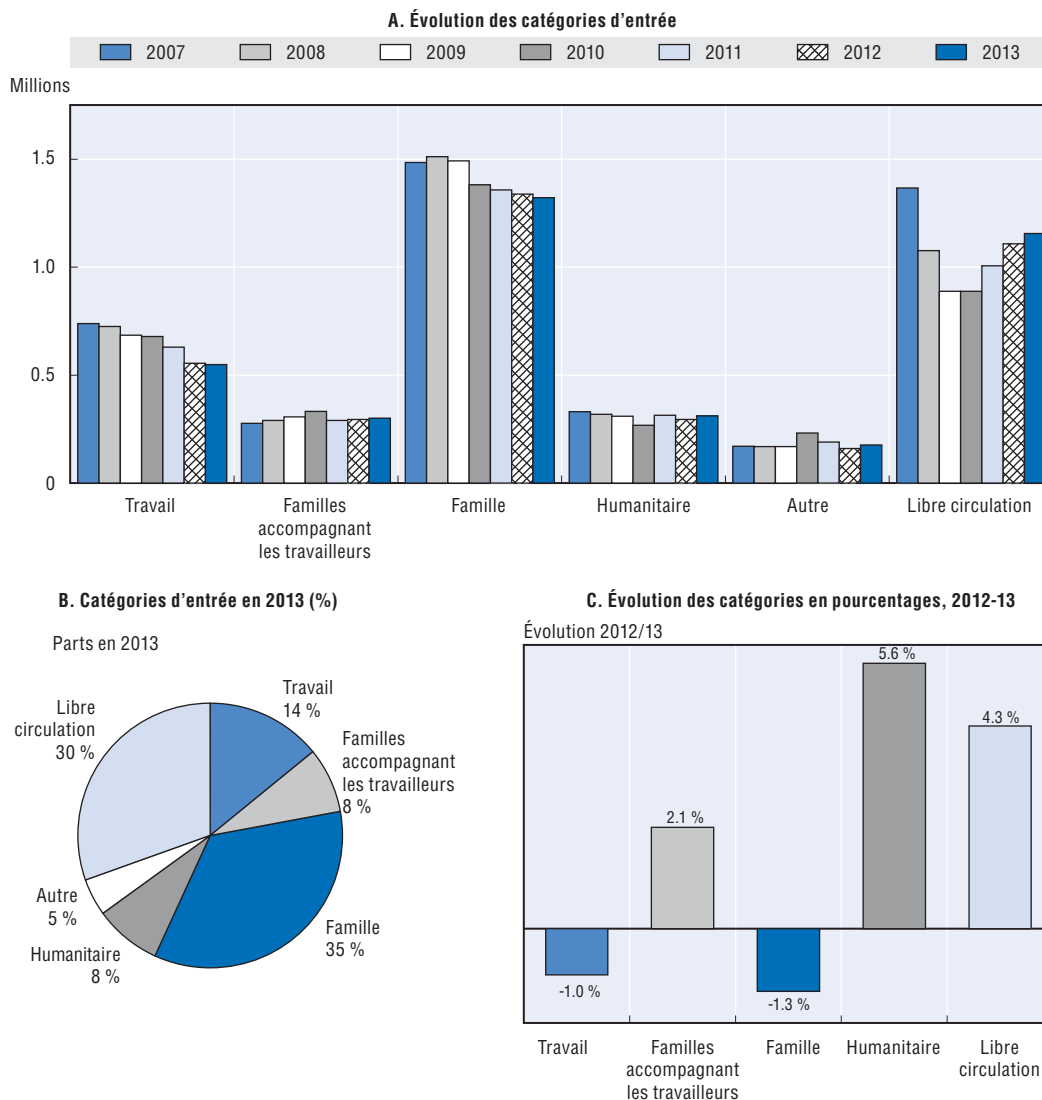 A. Évolution des catégories d'entrée
2007 2008 2009 2010 2011 2012 2013
Millions
1.5
1.0
0.5
0
Travail
Familles
accompagnant
les travailleurs
Famille
Humanitaire
Autre
Libre circulation
B. Catégories d'entrée en 2013 (%)
Parts en 2013
Travail
14 %
Familles
accompagnant
les travailleurs
8 %
Famille
35 %
Humanitaire
8 %
Autre
5 %
Libre
circulation
30 %
C. Évolution des catégories en pourcentages, 2012-13
Évolution 2012/13
-1.0 %
2.1 %
-1.3 %
5.6 %
4.3 %
Travail
Familles
accompagnant
les travailleurs
Famille
Humanitaire
Libre
circulation